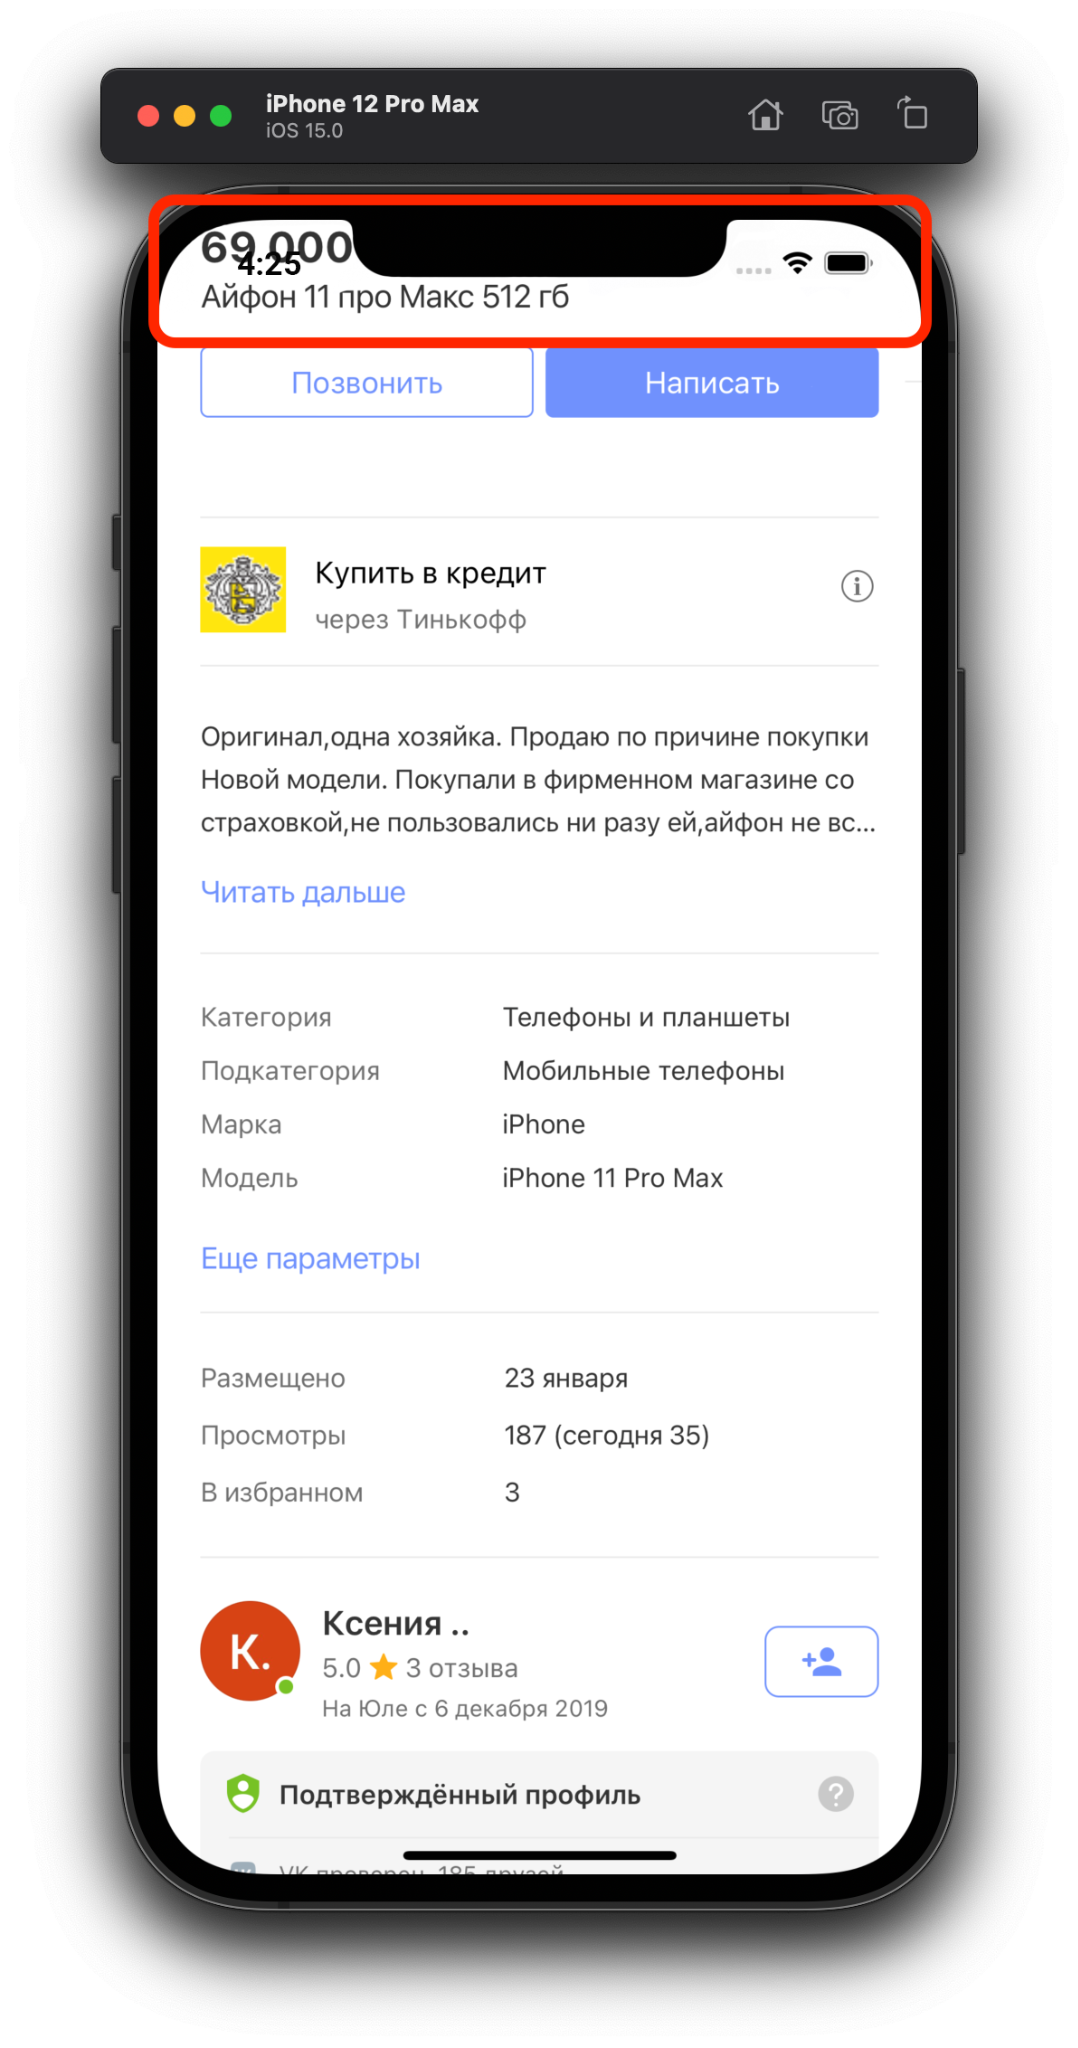 iPhone 12 Pro Max
iOS 15.0
69 000
4:25
Айфон 11 про Макс 512 гб
Позвонить
Написать
Купить в кредит
через Тинькофф
Оригинал,одна хозяйка. Продаю по причине покупки
Новой модели. Покупали в фирменном магазине со
страховкой,не пользовались ни разу ей,айфон не вс...
Читать дальше
Категория Телефоны и планшеты
Подкатегория Мобильные телефоны
Марка iPhone
Модель iPhone 11 Pro Max
Еще параметры
Размещено 23 января
Просмотры 187 (сегодня 35)
В избранном 3
К.
Ксения ..
5.0 3 отзыва
На Юле с 6 декабря 2019
Подтверждённый профиль
?
VK проверен, 185 друзей